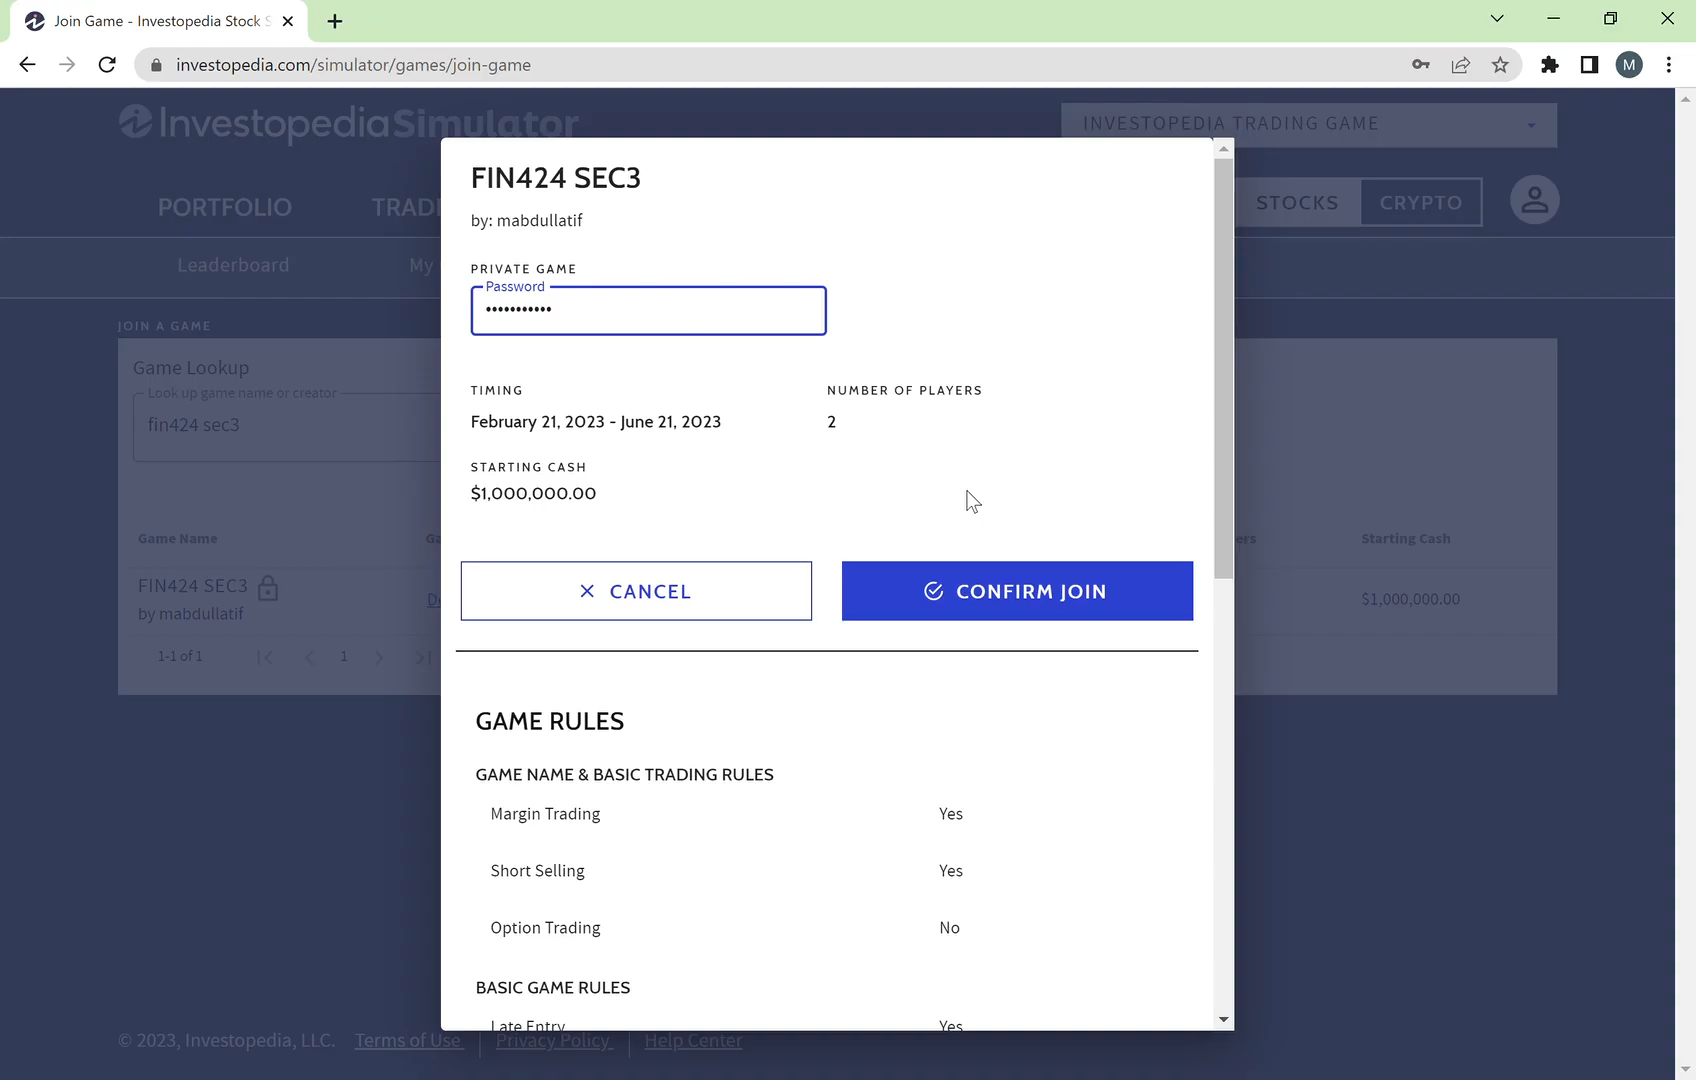 Join Game - Investopedia Stock S
investopedia.com/simulator/games/join-game
M
InvestopediaSimulator
INVESTOPEDIA TRADING GAME
PORTFOLIO
STOCKS
CRYPTO
Leaderboard
My
JOIN A GAME
Game Lookup
Look up game name or creator
fin424 sec3
Game Name
Starting Cash
FIN424 SEC3
by mabdullatif
$1,000,000.00
1-1 of 1
1
FIN424 SEC3
by: mabdullatif
PRIVATE GAME
Password
•••••••••••
TIMING
NUMBER OF PLAYERS
February 21, 2023 - June 21, 2023
2
STARTING CASH
$1,000,000.00
CANCEL
CONFIRM JOIN
GAME RULES
GAME NAME & BASIC TRADING RULES
Margin Trading Yes
Short Selling Yes
Option Trading No
BASIC GAME RULES
Late Entry Yes
© 2023, Investopedia, LLC. Terms of Use Privacy Policy Help Center